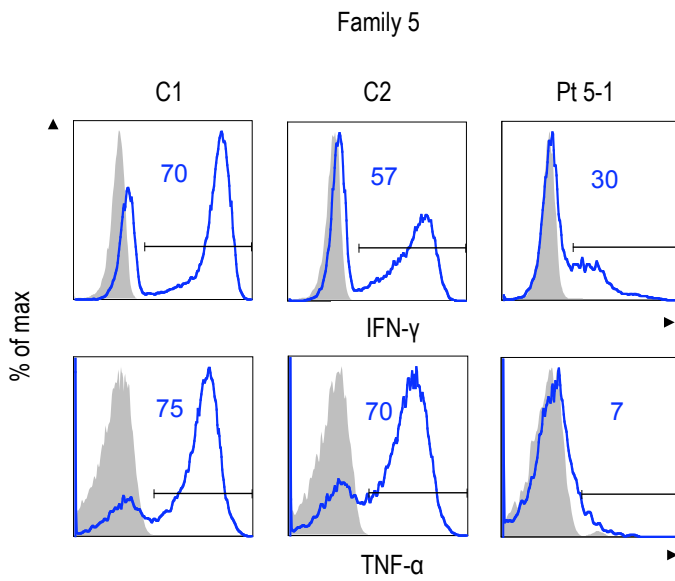 Family 5
C1 C2 Pt 5-1
70 57 30
IFN-γ
% of max
75 70 7
TNF-α